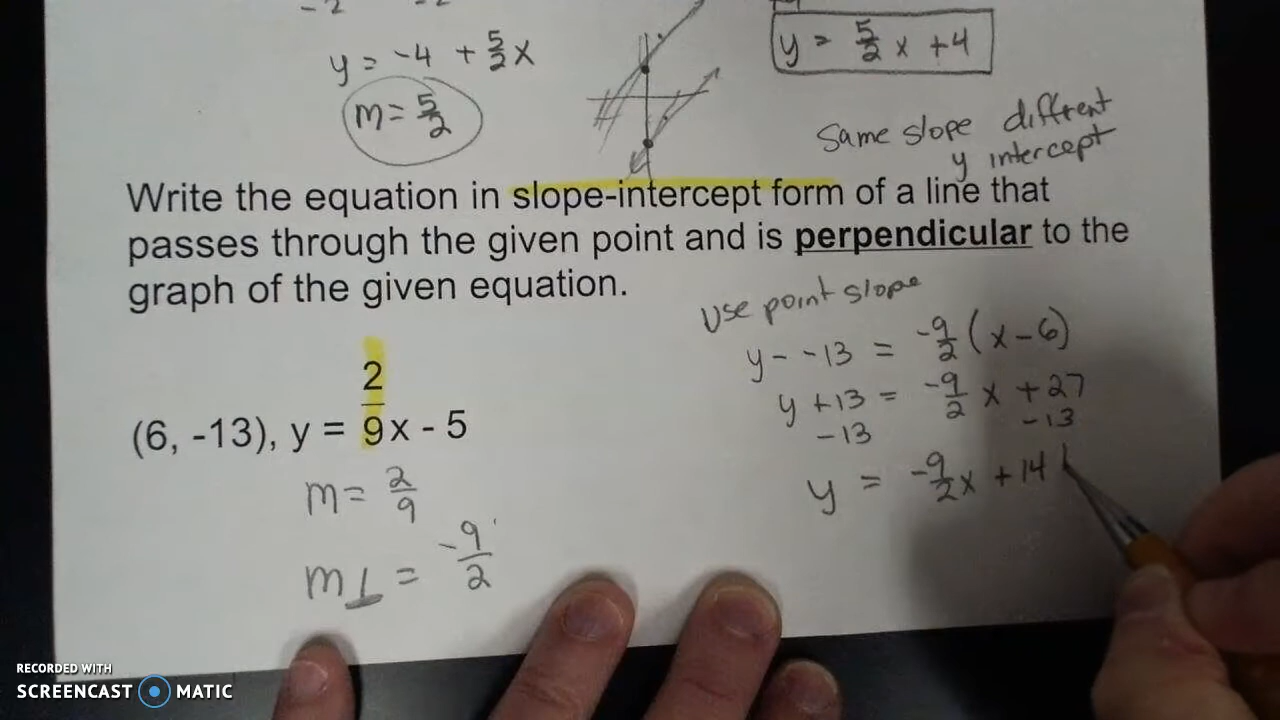 -2 -2
y = -4 + 5/2 x
m = 5/2
y = 5/2 x + 4
Same slope diffrent
y intercept
Write the equation in slope-intercept form of a line that
passes through the given point and is perpendicular to the
graph of the given equation.
(6, -13), y = 2/9 x - 5
m = 2/9
m⊥ = -9/2
Use point slope
y - -13 = -9/2 (x - 6)
y + 13 = -9/2 x + 27
-13 -13
y = -9/2 x + 14
RECORDED WITH
SCREENCAST MATIC